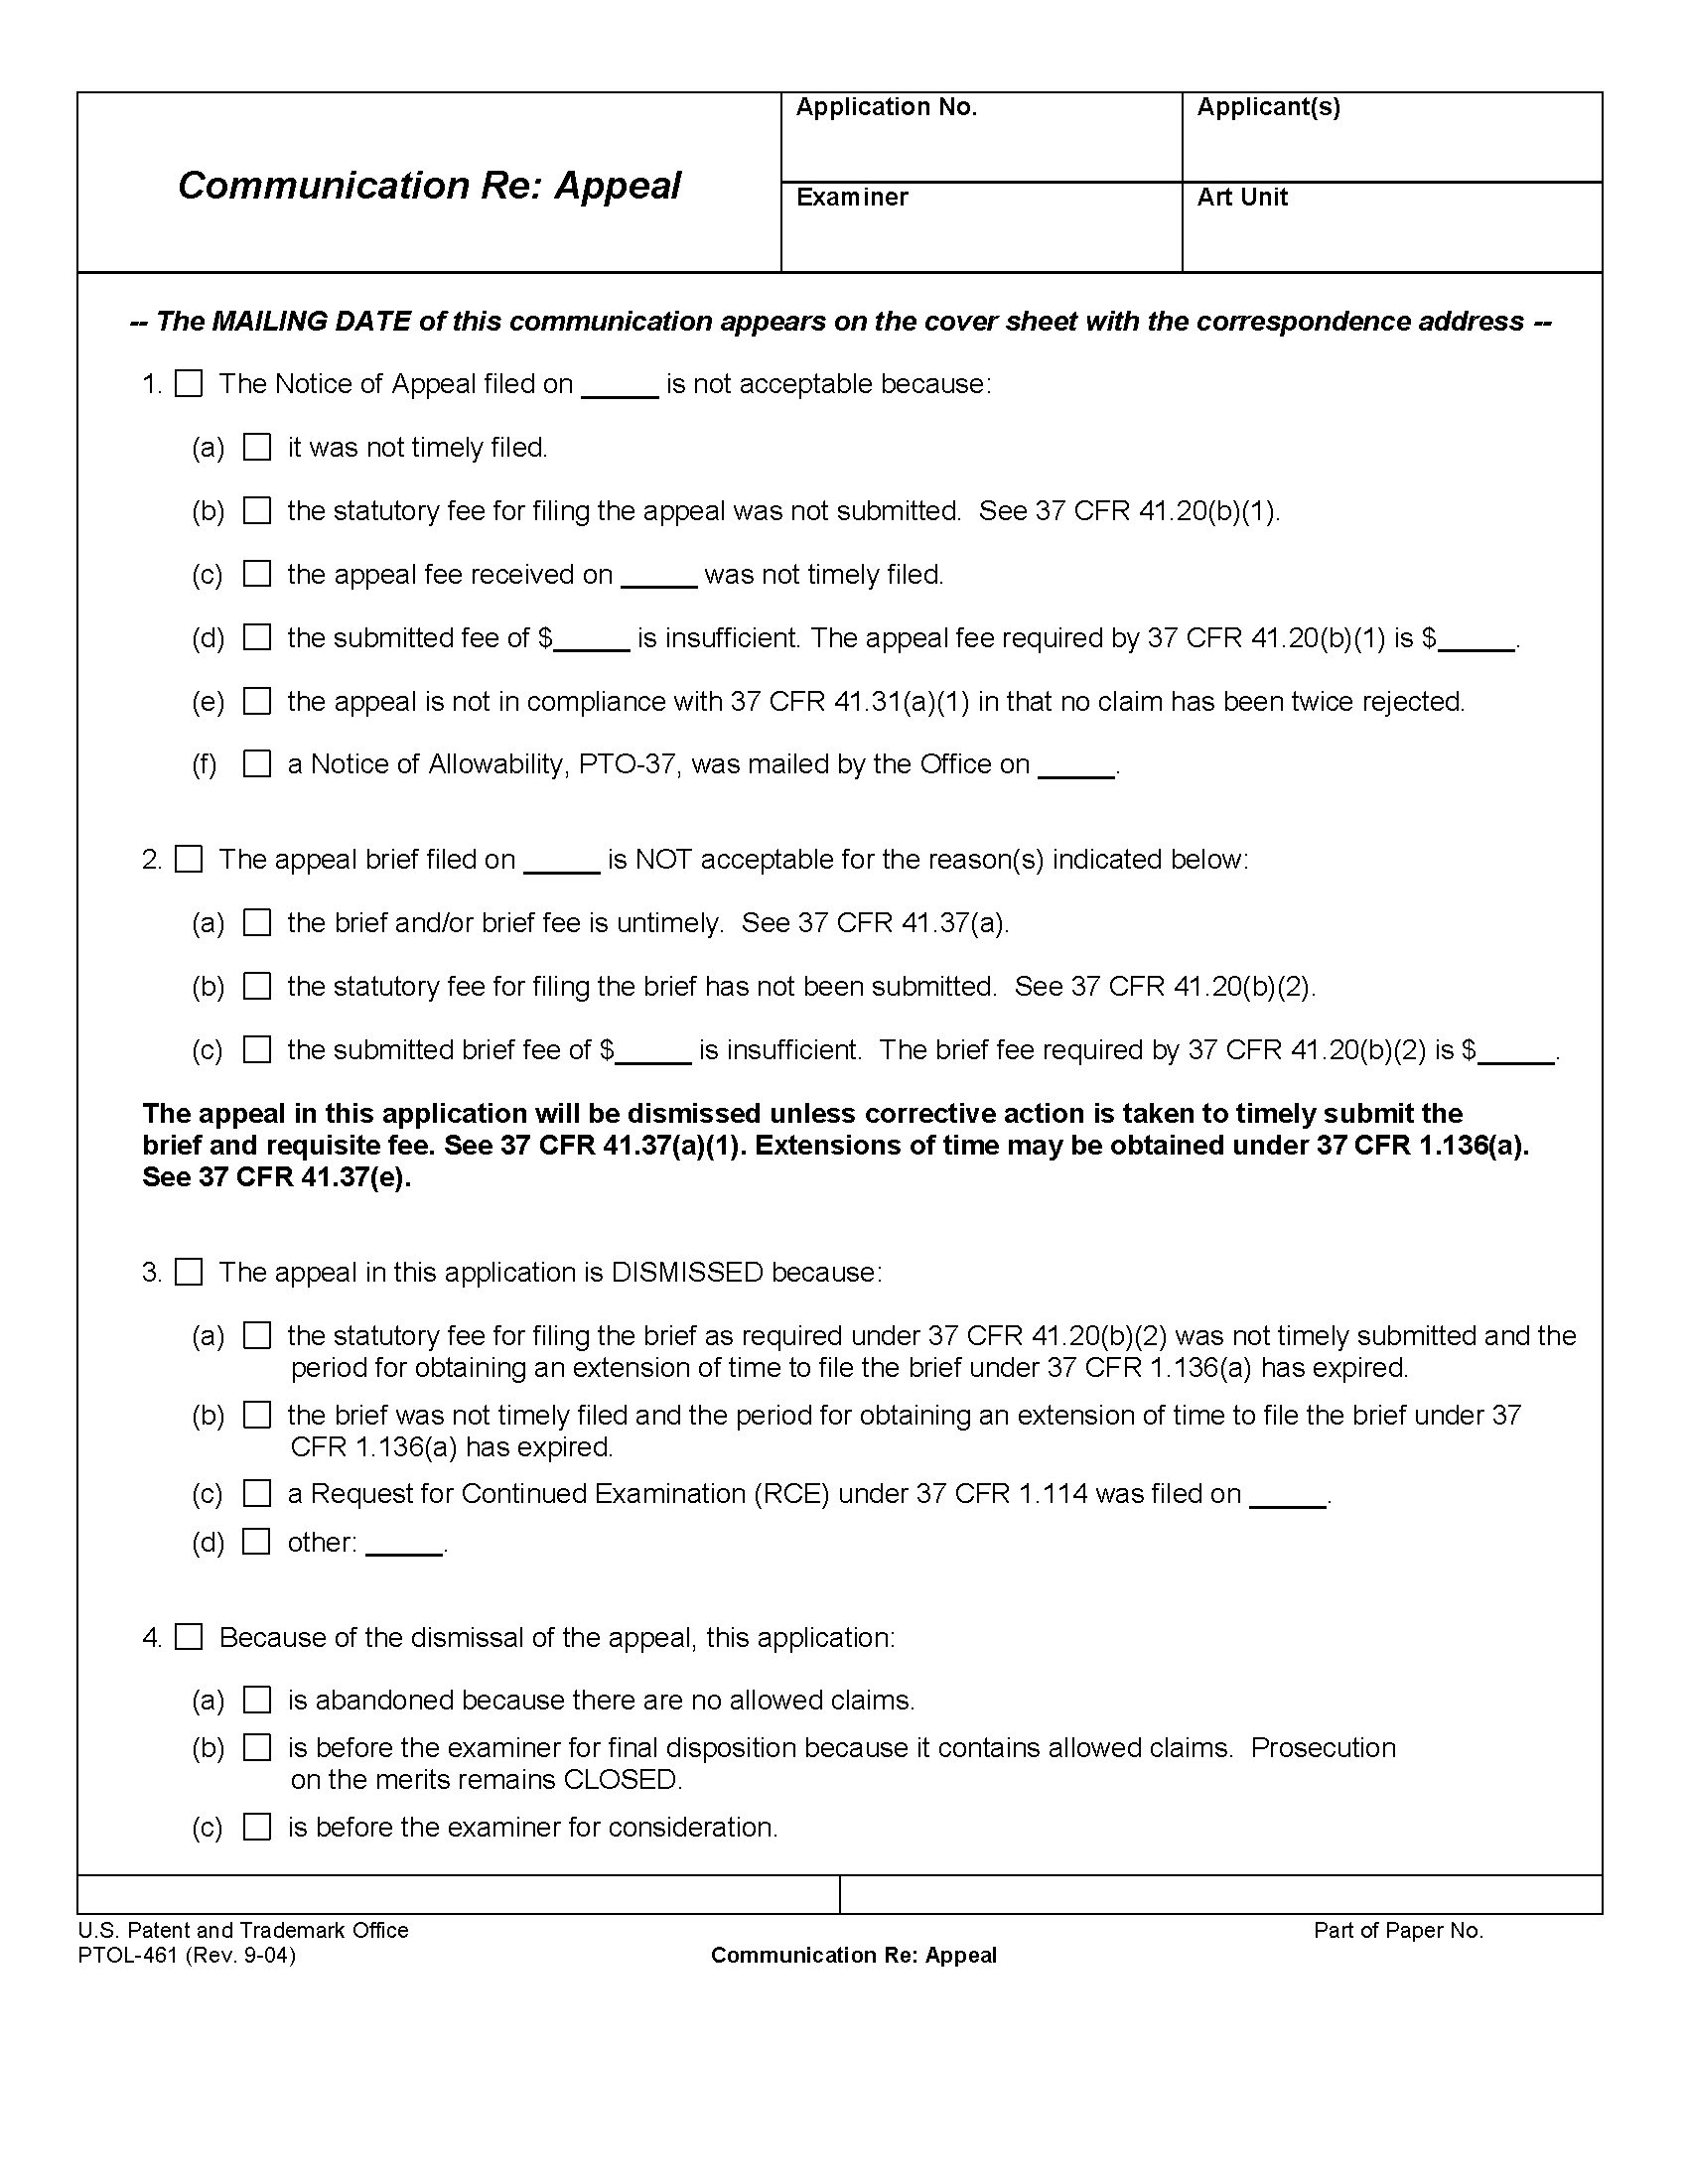 Communication Re: Appeal
Application No.
Applicant(s)
Examiner
Art Unit
-- The MAILING DATE of this communication appears on the cover sheet with the correspondence address --
1. The Notice of Appeal filed on _____ is not acceptable because:
(a) it was not timely filed.
(b) the statutory fee for filing the appeal was not submitted. See 37 CFR 41.20(b)(1).
(c) the appeal fee received on _____ was not timely filed.
(d) the submitted fee of $_____ is insufficient. The appeal fee required by 37 CFR 41.20(b)(1) is $_____.
(e) the appeal is not in compliance with 37 CFR 41.31(a)(1) in that no claim has been twice rejected.
(f) a Notice of Allowability, PTO-37, was mailed by the Office on _____.
2. The appeal brief filed on _____ is NOT acceptable for the reason(s) indicated below:
(a) the brief and/or brief fee is untimely. See 37 CFR 41.37(a).
(b) the statutory fee for filing the brief has not been submitted. See 37 CFR 41.20(b)(2).
(c) the submitted brief fee of $_____ is insufficient. The brief fee required by 37 CFR 41.20(b)(2) is $_____.
The appeal in this application will be dismissed unless corrective action is taken to timely submit the
brief and requisite fee. See 37 CFR 41.37(a)(1). Extensions of time may be obtained under 37 CFR 1.136(a).
See 37 CFR 41.37(e).
3. The appeal in this application is DISMISSED because:
(a) the statutory fee for filing the brief as required under 37 CFR 41.20(b)(2) was not timely submitted and the
period for obtaining an extension of time to file the brief under 37 CFR 1.136(a) has expired.
(b) the brief was not timely filed and the period for obtaining an extension of time to file the brief under 37
CFR 1.136(a) has expired.
(c) a Request for Continued Examination (RCE) under 37 CFR 1.114 was filed on _____.
(d) other: _____.
4. Because of the dismissal of the appeal, this application:
(a) is abandoned because there are no allowed claims.
(b) is before the examiner for final disposition because it contains allowed claims. Prosecution
on the merits remains CLOSED.
(c) is before the examiner for consideration.
U.S. Patent and Trademark Office
Part of Paper No.
PTOL-461 (Rev. 9-04)
Communication Re: Appeal